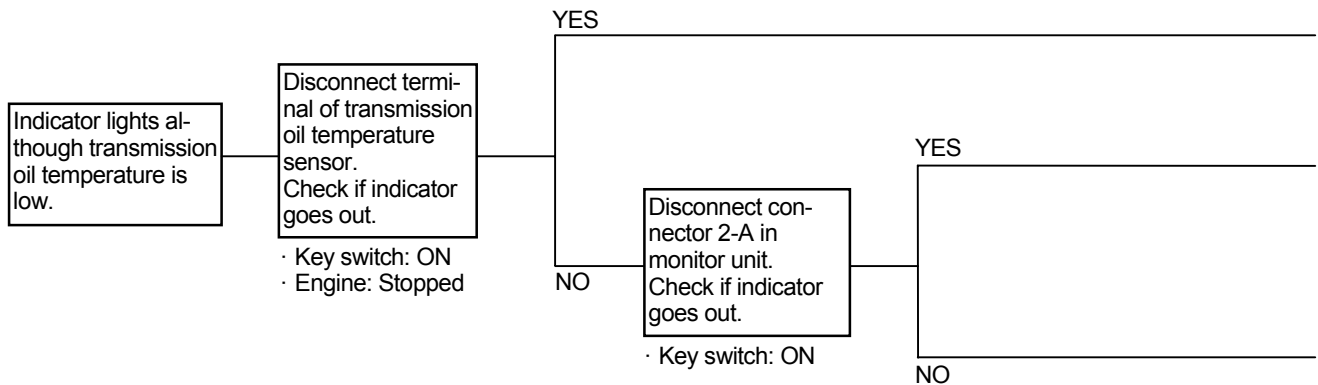 YES
Disconnect termi-
nal of transmission
oil temperature
sensor.
Check if indicator
goes out.
Indicator lights al-
though transmission
oil temperature is
low.
· Key switch: ON
· Engine: Stopped
NO
YES
Disconnect con-
nector 2-A in
monitor unit.
Check if indicator
goes out.
· Key switch: ON
NO